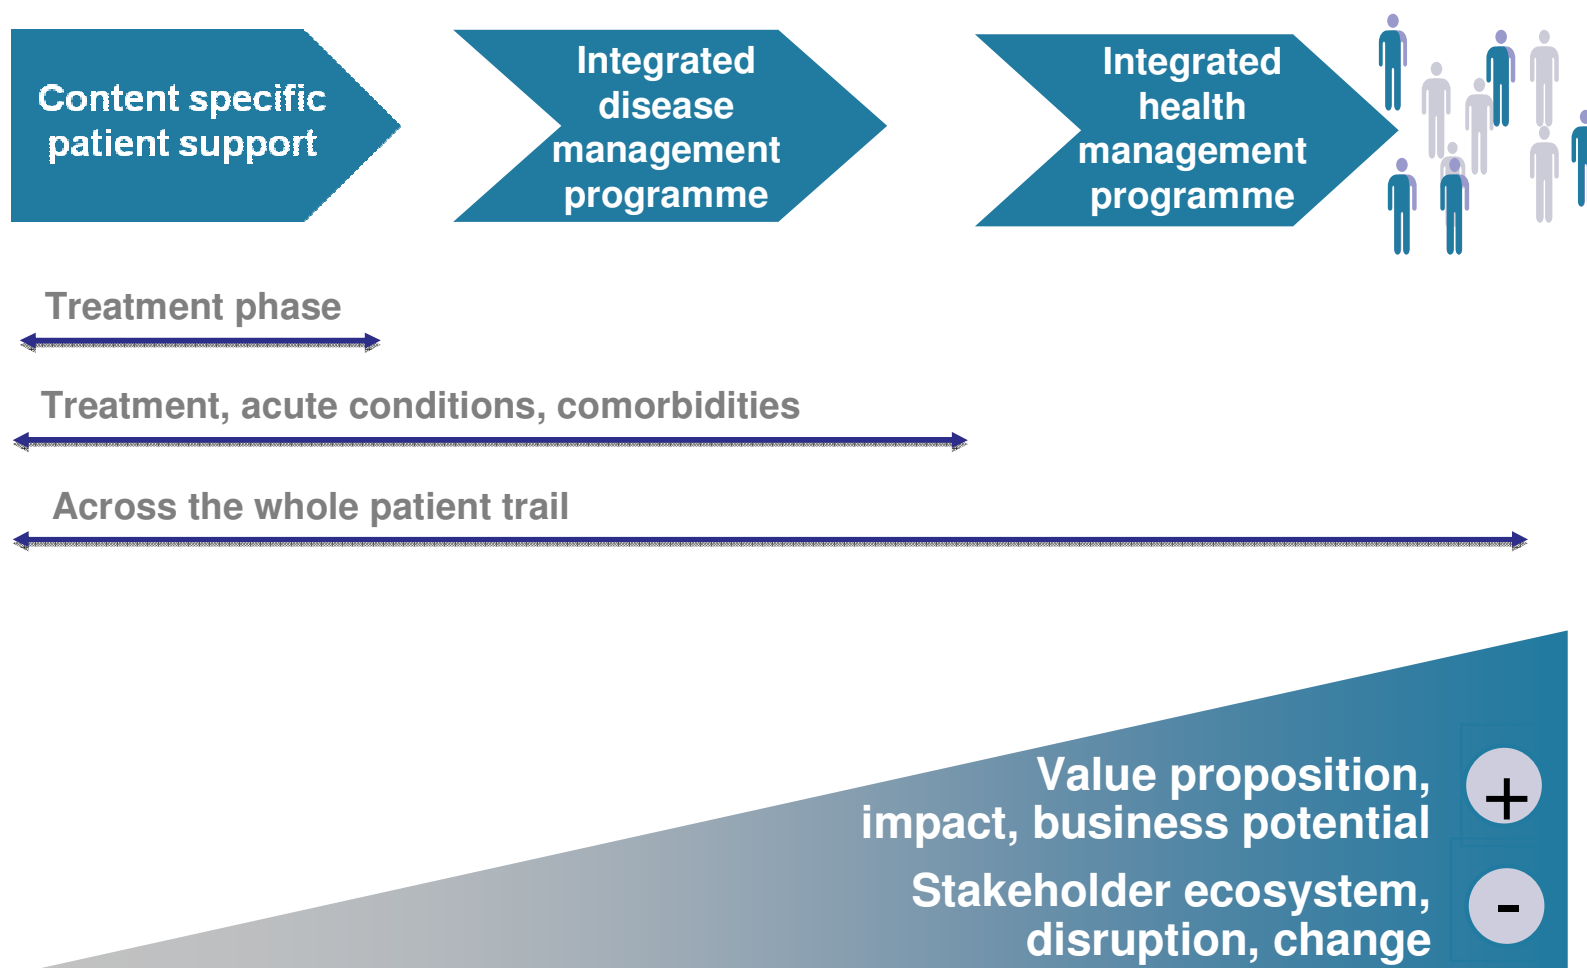 Content specific
patient support
Integrated
disease
management
programme
Integrated
health
management
programme
Treatment phase
Treatment, acute conditions, comorbidities
Across the whole patient trail
Value proposition,
impact, business potential
+
Stakeholder ecosystem,
disruption, change
-